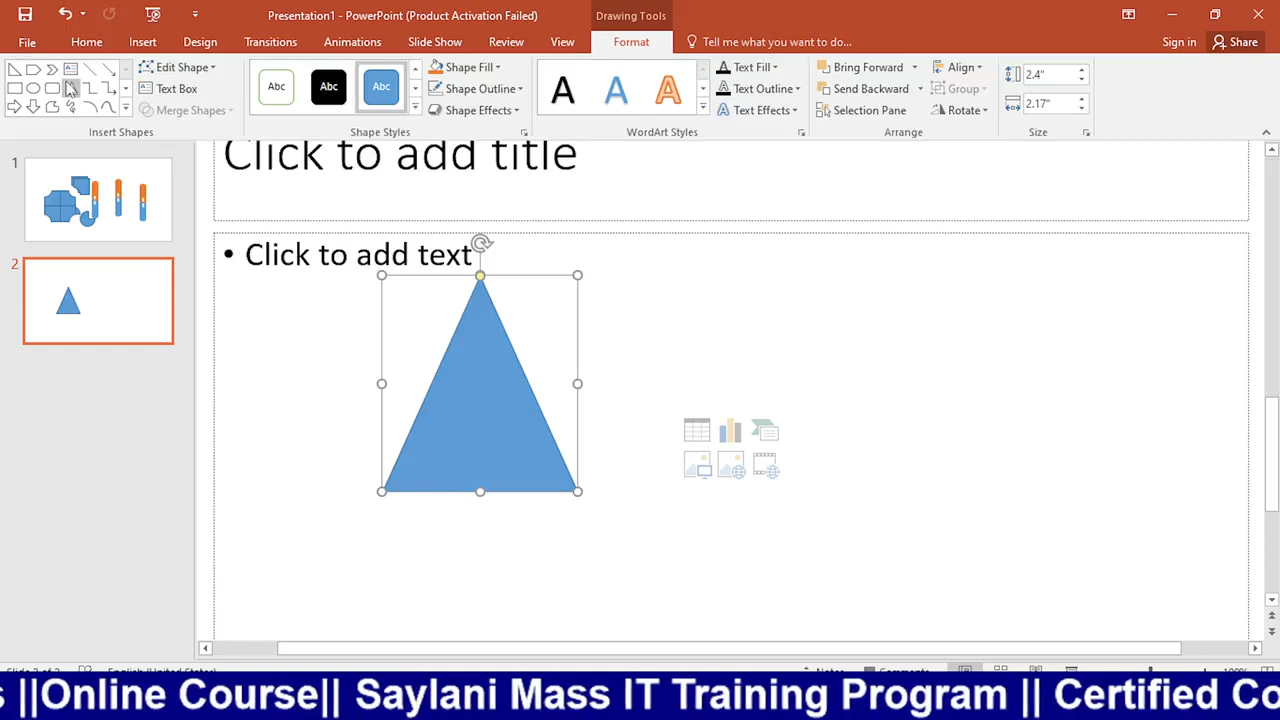 Presentation1 - PowerPoint (Product Activation Failed)
Drawing Tools
File Home Insert Design Transitions Animations Slide Show Review View Format Tell me what you want to do... Sign in Share
Edit Shape
Text Box
Merge Shapes
Insert Shapes
Abc Abc Abc
Shape Fill
Shape Outline
Shape Effects
Shape Styles
A A A
Text Fill
Text Outline
Text Effects
WordArt Styles
Bring Forward
Send Backward
Selection Pane
Align
Group
Rotate
Arrange
2.4"
2.17"
Size
1
2
Click to add title
• Click to add text
English (United States)
s ||Online Course|| Saylani Mass IT Training Program || Certified Co